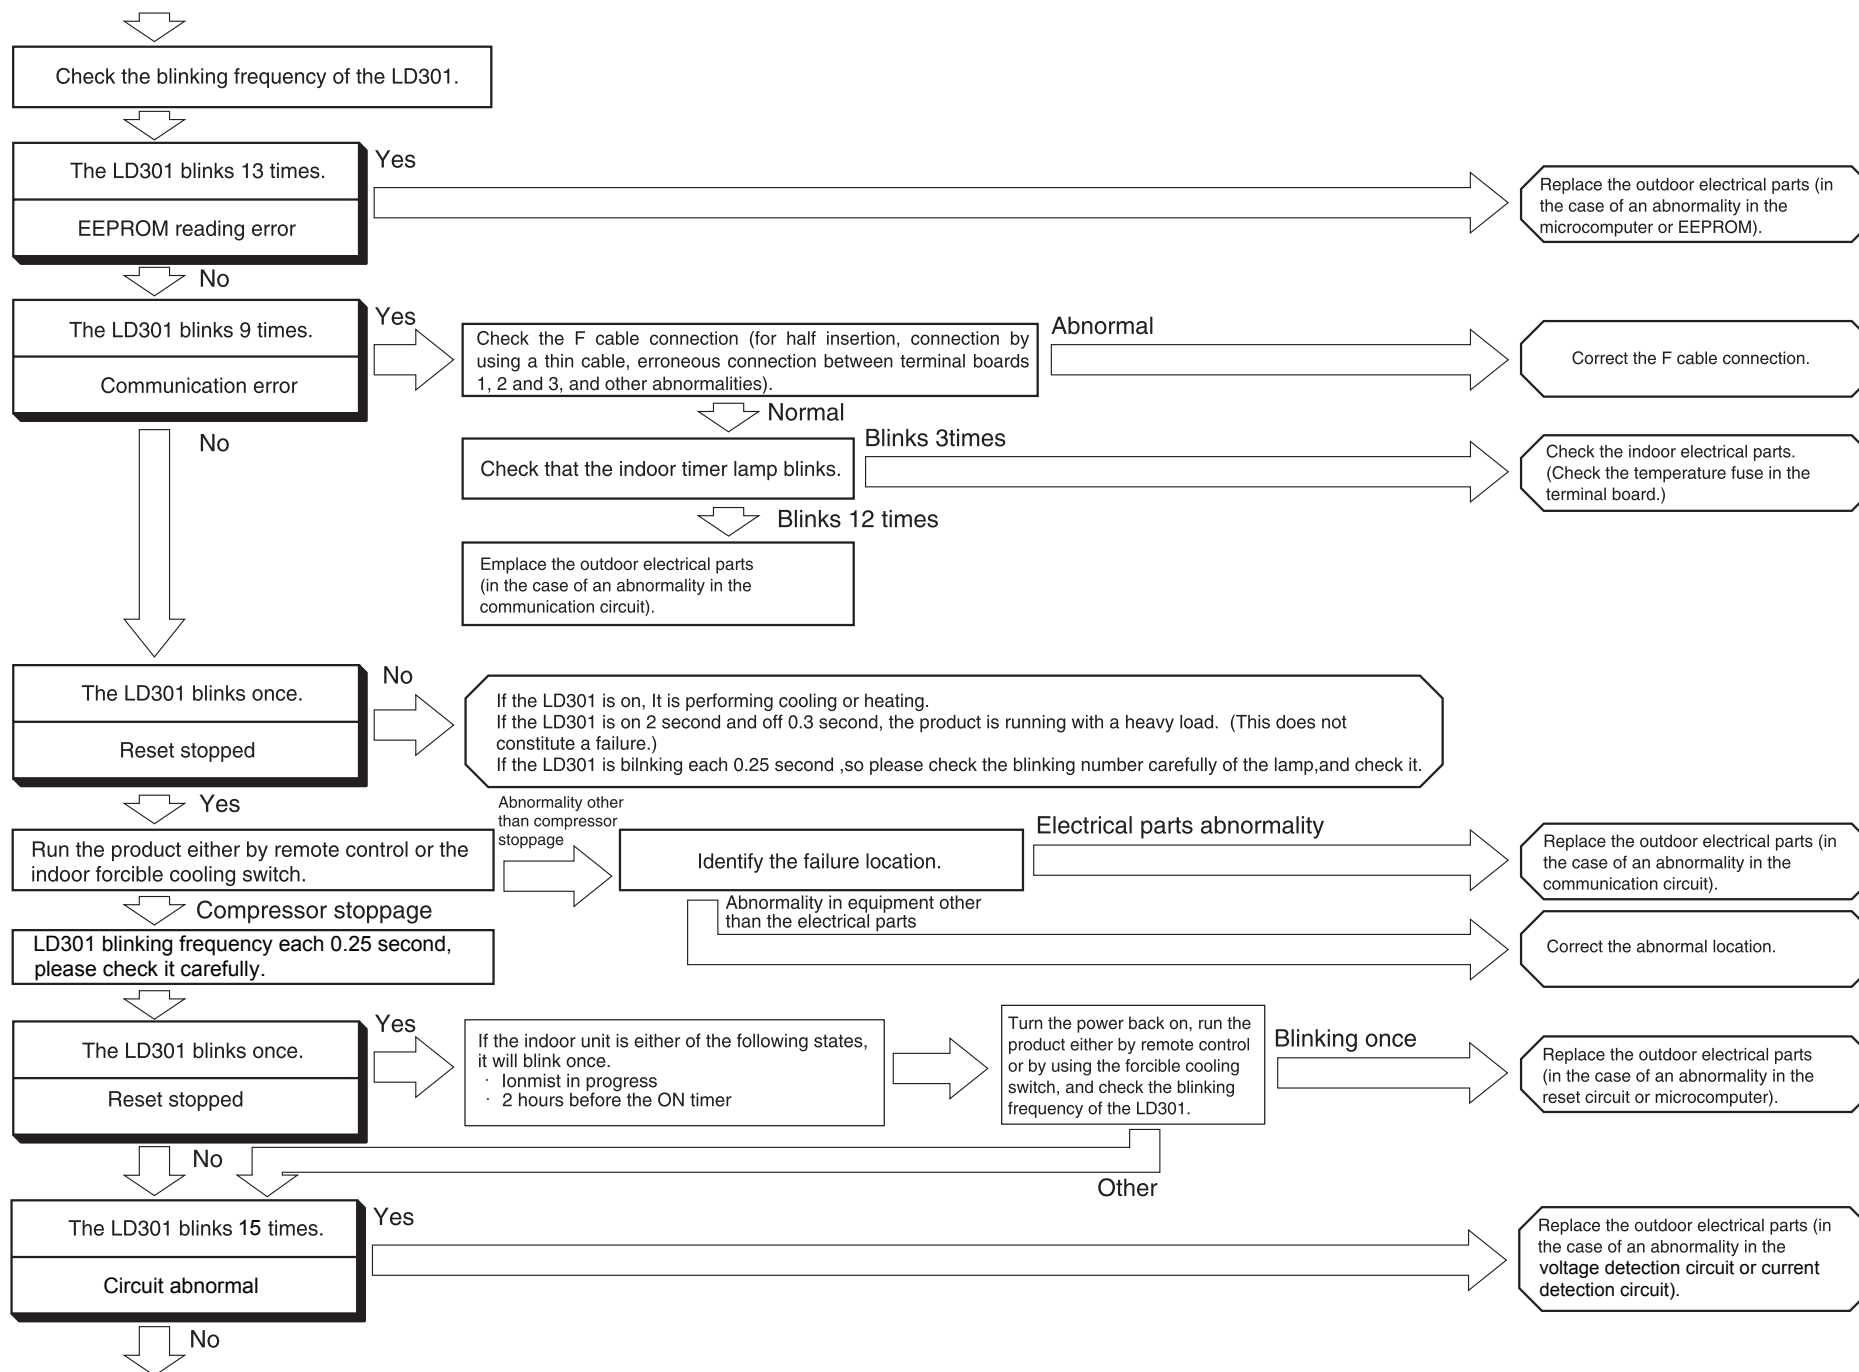 Check the blinking frequency of the LD301.
The LD301 blinks 13 times.
EEPROM reading error
Yes
Replace the outdoor electrical parts (in
the case of an abnormality in the
microcomputer or EEPROM).
No
The LD301 blinks 9 times.
Communication error
Yes
Check the F cable connection (for half insertion, connection by
using a thin cable, erroneous connection between terminal boards
1, 2 and 3, and other abnormalities).
Abnormal
Correct the F cable connection.
Normal
No
Check that the indoor timer lamp blinks.
Blinks 3times
Check the indoor electrical parts.
(Check the temperature fuse in the
terminal board.)
Blinks 12 times
Emplace the outdoor electrical parts
(in the case of an abnormality in the
communication circuit).
The LD301 blinks once.
Reset stopped
No
If the LD301 is on, It is performing cooling or heating.
If the LD301 is on 2 second and off 0.3 second, the product is running with a heavy load. (This does not
constitute a failure.)
If the LD301 is bilnking each 0.25 second ,so please check the blinking number carefully of the lamp,and check it.
Yes
Run the product either by remote control or the
indoor forcible cooling switch.
Abnormality other
than compressor
stoppage
Identify the failure location.
Electrical parts abnormality
Replace the outdoor electrical parts (in
the case of an abnormality in the
communication circuit).
Abnormality in equipment other
than the electrical parts
Correct the abnormal location.
Compressor stoppage
LD301 blinking frequency each 0.25 second,
please check it carefully.
The LD301 blinks once.
Reset stopped
Yes
If the indoor unit is either of the following states,
it will blink once.
· Ionmist in progress
· 2 hours before the ON timer
Turn the power back on, run the
product either by remote control
or by using the forcible cooling
switch, and check the blinking
frequency of the LD301.
Blinking once
Replace the outdoor electrical parts
(in the case of an abnormality in the
reset circuit or microcomputer).
No
Other
The LD301 blinks 15 times.
Circuit abnormal
Yes
Replace the outdoor electrical parts (in
the case of an abnormality in the
voltage detection circuit or current
detection circuit).
No